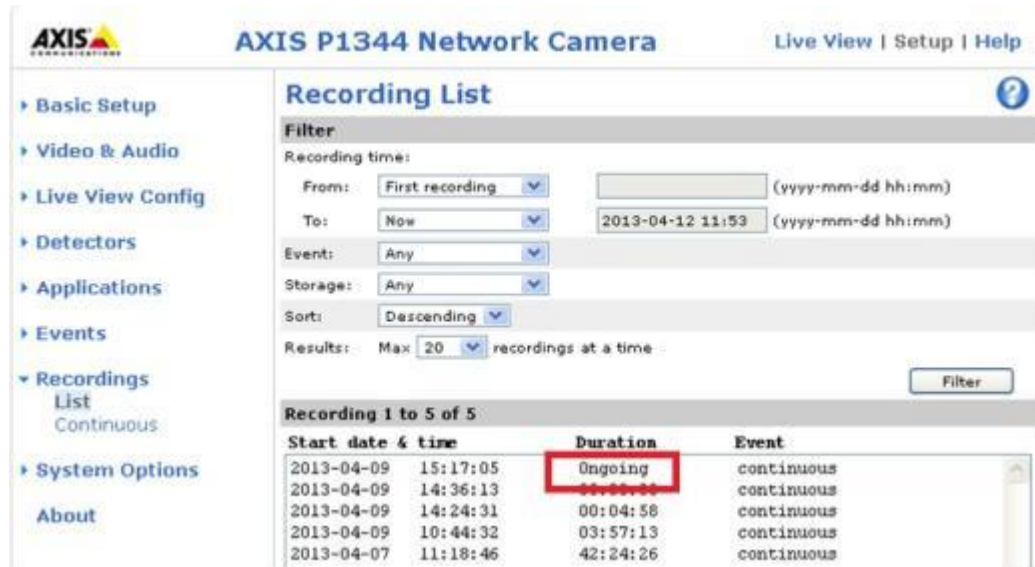 AXIS
COMMUNICATIONS
AXIS P1344 Network Camera
Live View | Setup | Help
Basic Setup
Video & Audio
Live View Config
Detectors
Applications
Events
Recordings
List
Continuous
System Options
About
Recording List
Filter
Recording time:
From: First recording (yyyy-mm-dd hh:mm)
To: Now 2013-04-12 11:53 (yyyy-mm-dd hh:mm)
Event: Any
Storage: Any
Sort: Descending
Results: Max 20 recordings at a time
Filter
Recording 1 to 5 of 5
Start date & time Duration Event
2013-04-09 15:17:05 Ongoing continuous
2013-04-09 14:36:13 continuous
2013-04-09 14:24:31 00:04:58 continuous
2013-04-09 10:44:32 03:57:13 continuous
2013-04-07 11:18:46 42:24:26 continuous